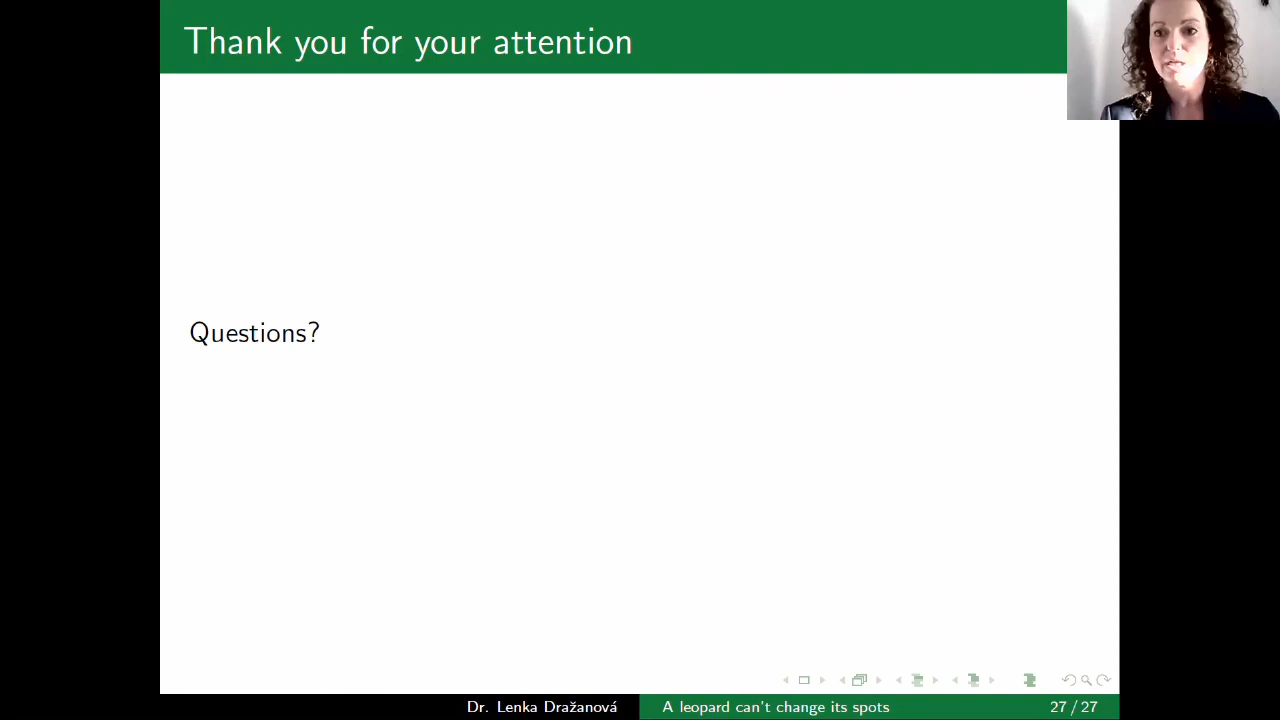 Thank you for your attention
Questions?
Dr. Lenka Dražanová
A leopard can't change its spots
27 / 27